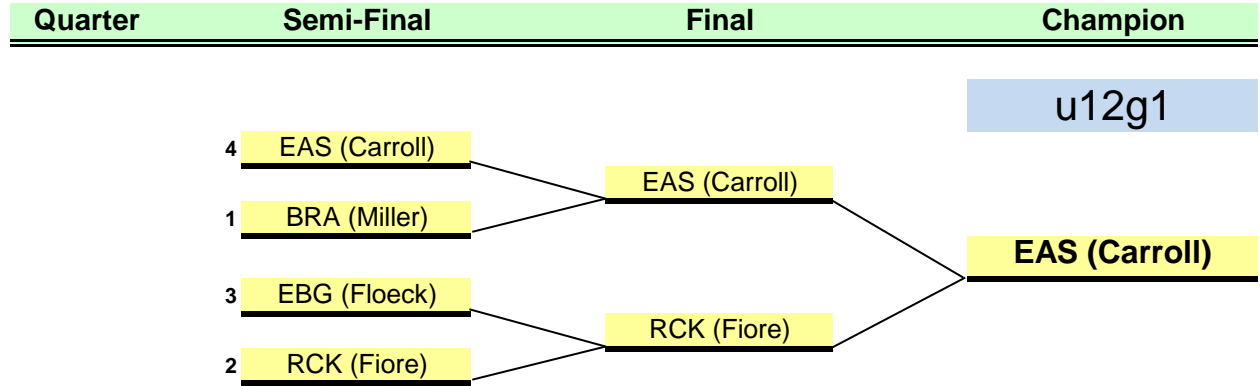 Quarter Semi-Final Final Champion
u12g1
4 EAS (Carroll)
EAS (Carroll)
1 BRA (Miller)
EAS (Carroll)
3 EBG (Floeck)
RCK (Fiore)
2 RCK (Fiore)